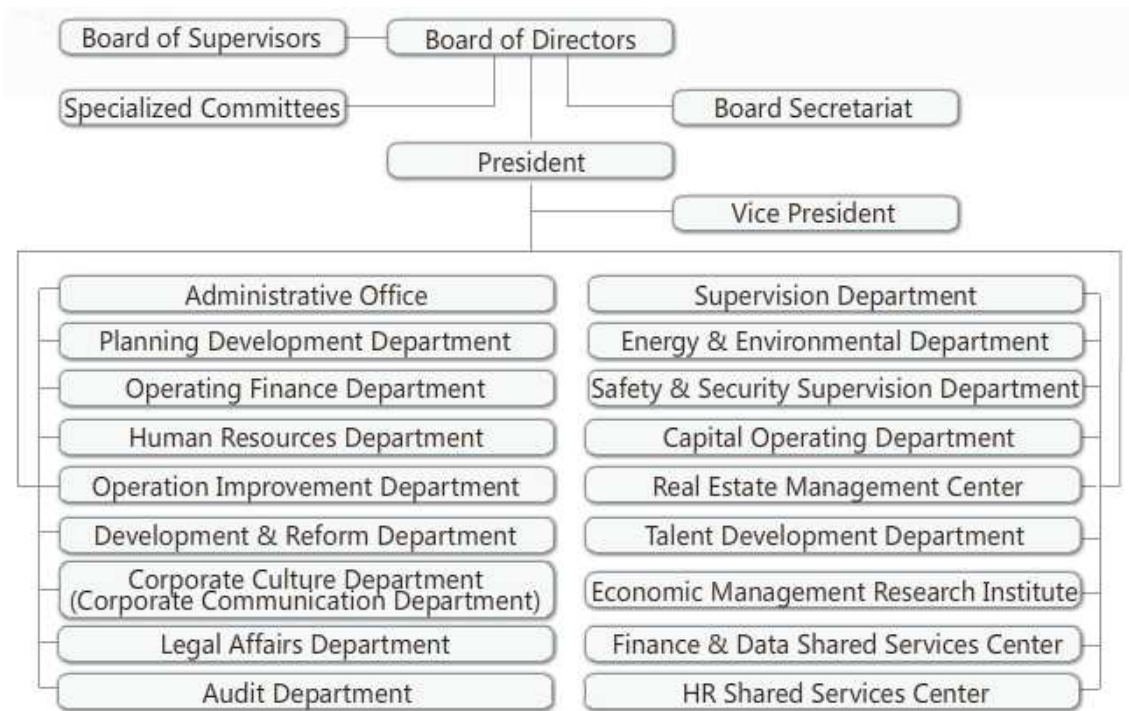 Board of Supervisors
Board of Directors
Specialized Committees
Board Secretariat
President
Vice President
Administrative Office
Planning Development Department
Operating Finance Department
Human Resources Department
Operation Improvement Department
Development & Reform Department
Corporate Culture Department
(Corporate Communication Department)
Legal Affairs Department
Audit Department
Supervision Department
Energy & Environmental Department
Safety & Security Supervision Department
Capital Operating Department
Real Estate Management Center
Talent Development Department
Economic Management Research Institute
Finance & Data Shared Services Center
HR Shared Services Center